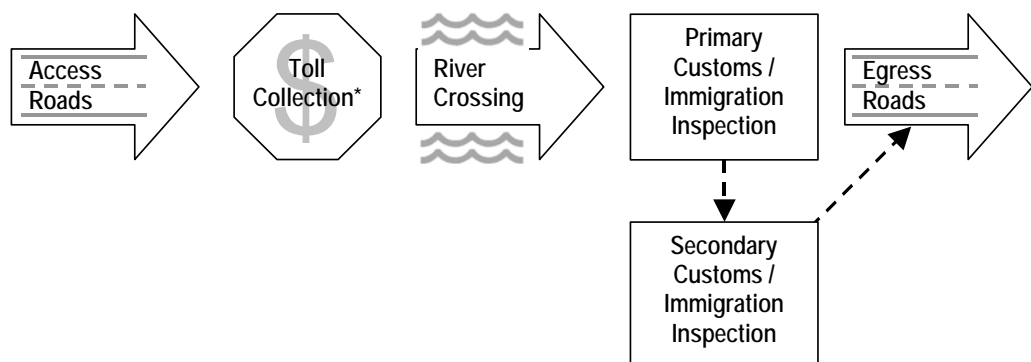 Access
Roads
$
Toll
Collection*
River
Crossing
Primary
Customs /
Immigration
Inspection
Egress
Roads
Secondary
Customs /
Immigration
Inspection